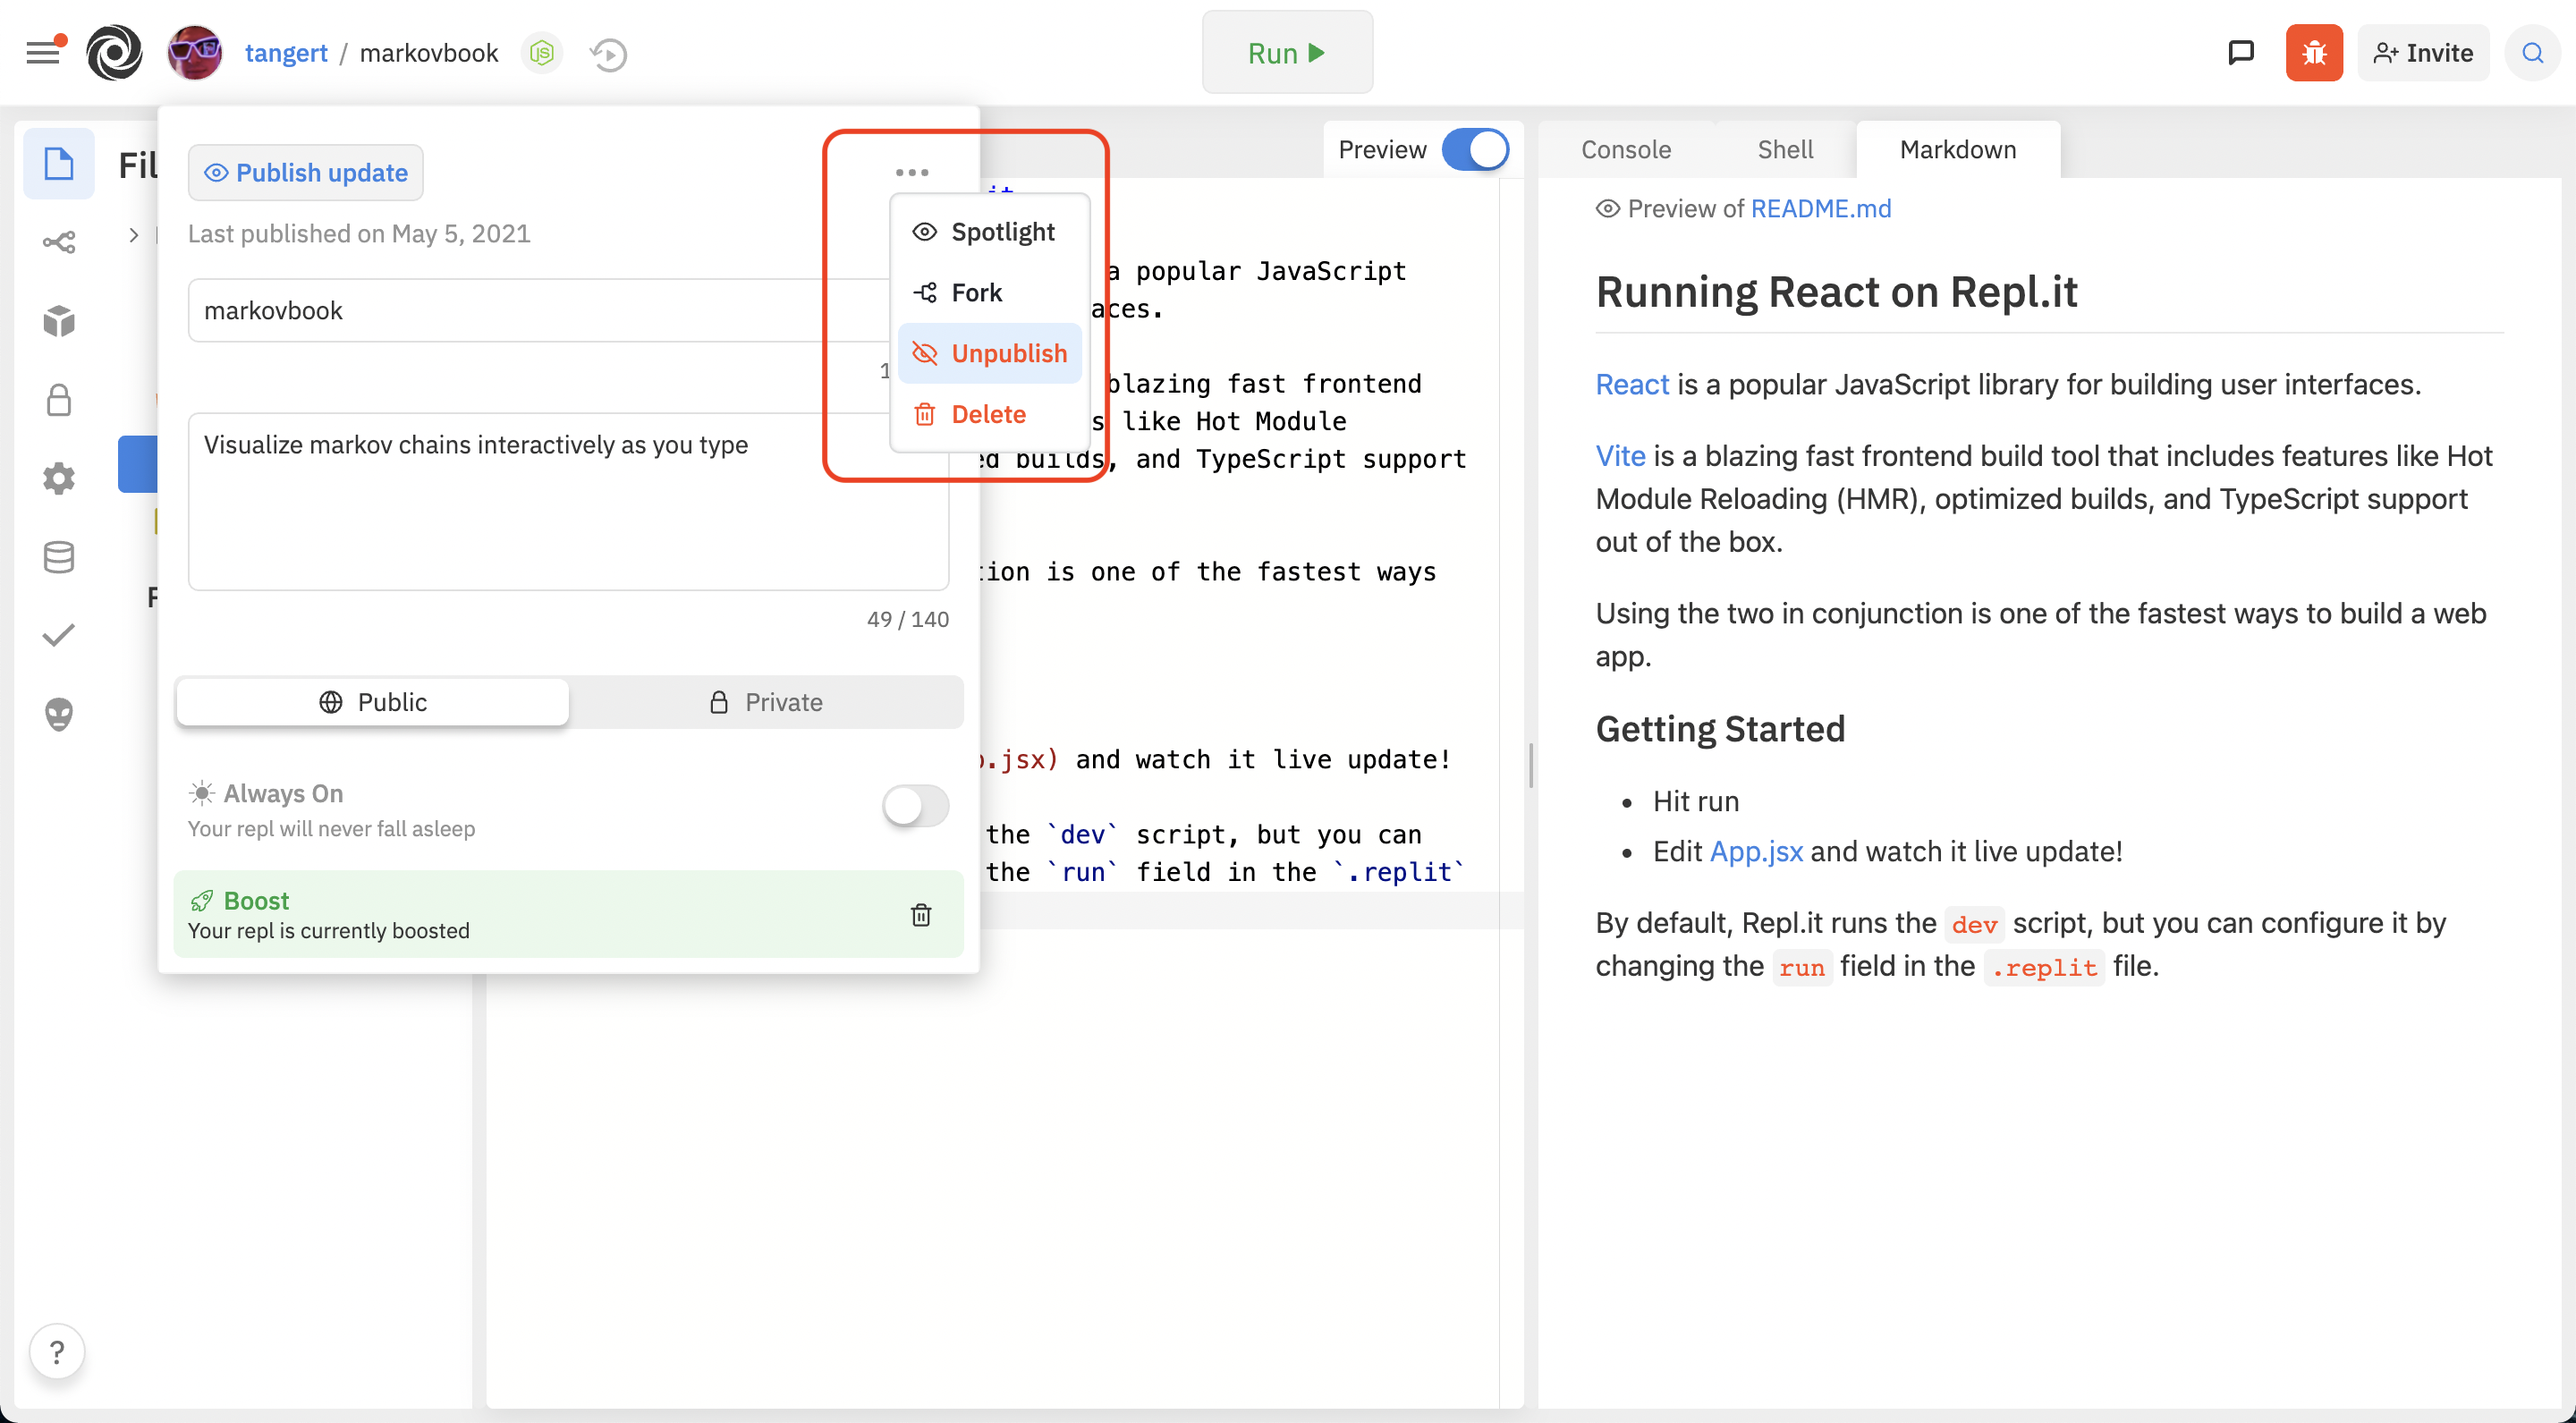 tangert / markovbook
Run
Invite
Publish update
Last published on May 5, 2021
markovbook
Visualize markov chains interactively as you type
49 / 140
Public
Private
Always On
Your repl will never fall asleep
Boost
Your repl is currently boosted
Spotlight
Fork
Unpublish
Delete
Preview
a popular JavaScript
blazing fast frontend
like Hot Module
builds, and TypeScript support
is one of the fastest ways
.jsx) and watch it live update!
the `dev` script, but you can
the `run` field in the `.replit`
Console
Shell
Markdown
Preview of README.md
Running React on Repl.it
React is a popular JavaScript library for building user interfaces.
Vite is a blazing fast frontend build tool that includes features like Hot
Module Reloading (HMR), optimized builds, and TypeScript support
out of the box.
Using the two in conjunction is one of the fastest ways to build a web
app.
Getting Started
• Hit run
• Edit App.jsx and watch it live update!
By default, Repl.it runs the dev script, but you can configure it by
changing the run field in the .replit file.
?